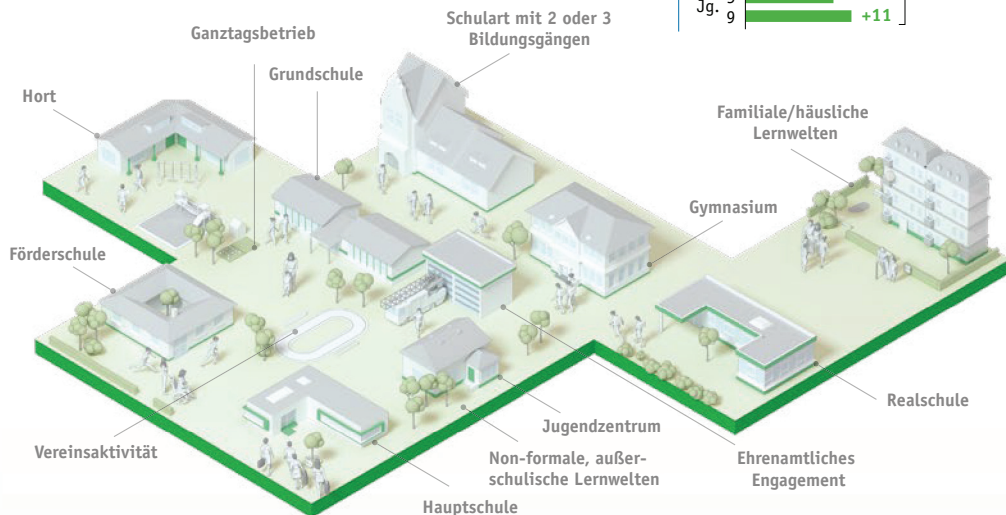 Jg.
9 +11
Schulart mit 2 oder 3
Bildungsgängen
Ganztagsbetrieb
Grundschule
Hort
Familiale/häusliche
Lernwelten
Gymnasium
Förderschule
Realschule
Jugendzentrum
Vereinsaktivität
Non-formale, außer-
schulische Lernwelten
Ehrenamtliches
Engagement
Hauptschule